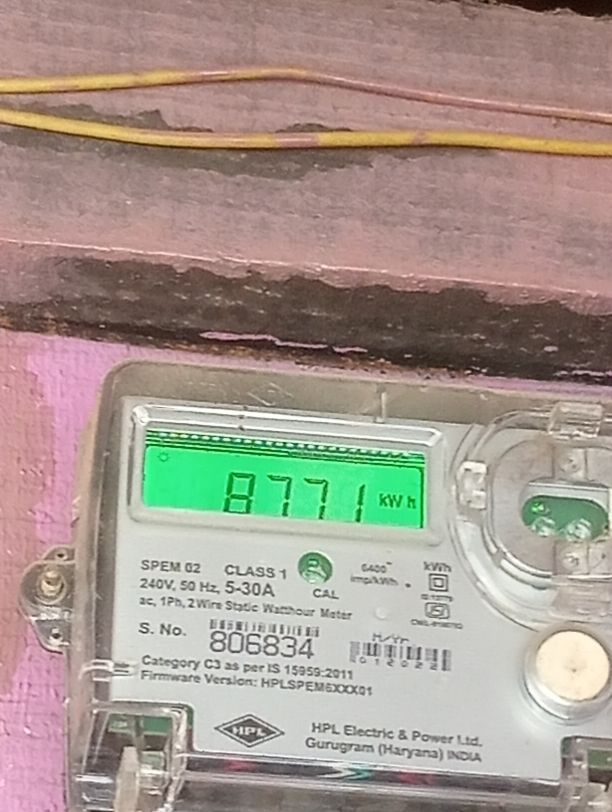 8771 kWh
SPEM 02 CLASS 1
240V, 50 Hz, 5-30A
CAL
6400
imp/kWh
kWh
ac, 1Ph, 2 Wire Static Watthour Meter
S. No. 806834
M/Yr
Category C3 as per IS 15959:2011
Firmware Version: HPLSPEM6XXX01
HPL
HPL Electric & Power Ltd.
Gurugram (Haryana) INDIA